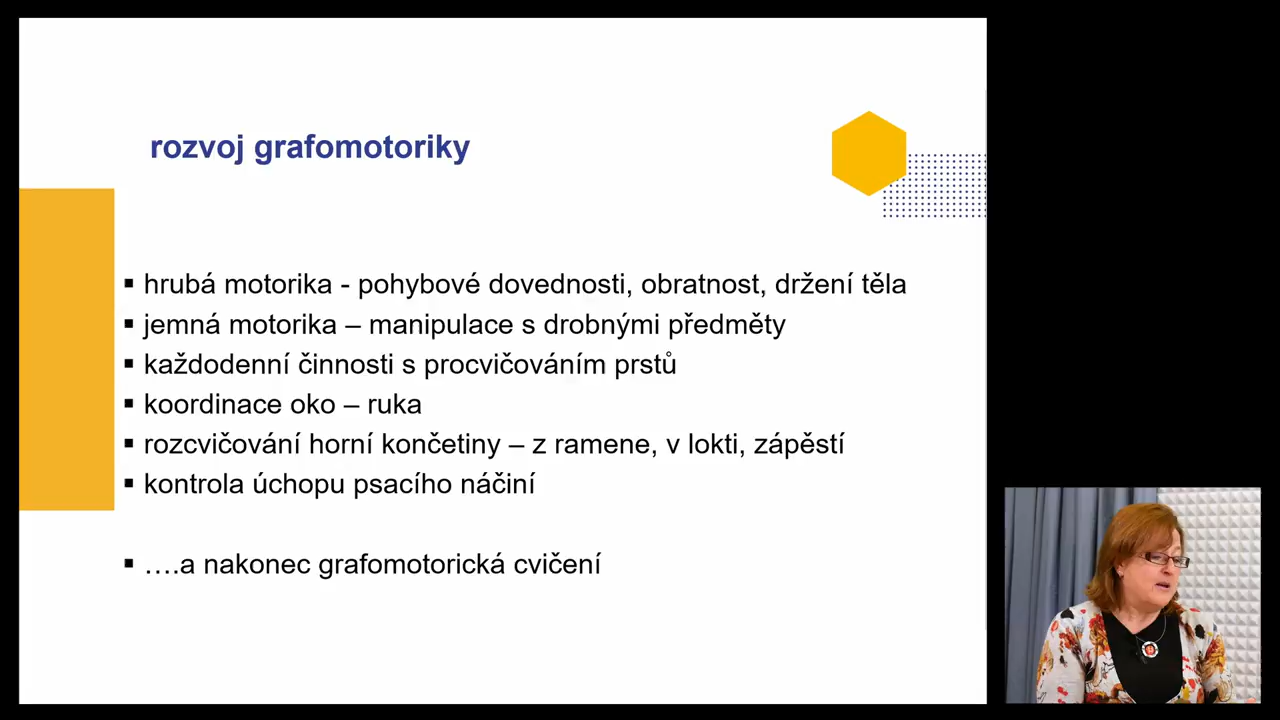 rozvoj grafomotoriky
▪ hrubá motorika - pohybové dovednosti, obratnost, držení těla
▪ jemná motorika – manipulace s drobnými předměty
▪ každodenní činnosti s procvičováním prstů
▪ koordinace oko – ruka
▪ rozcvičování horní končetiny – z ramene, v lokti, zápěstí
▪ kontrola úchopu psacího náčiní
▪ ….a nakonec grafomotorická cvičení